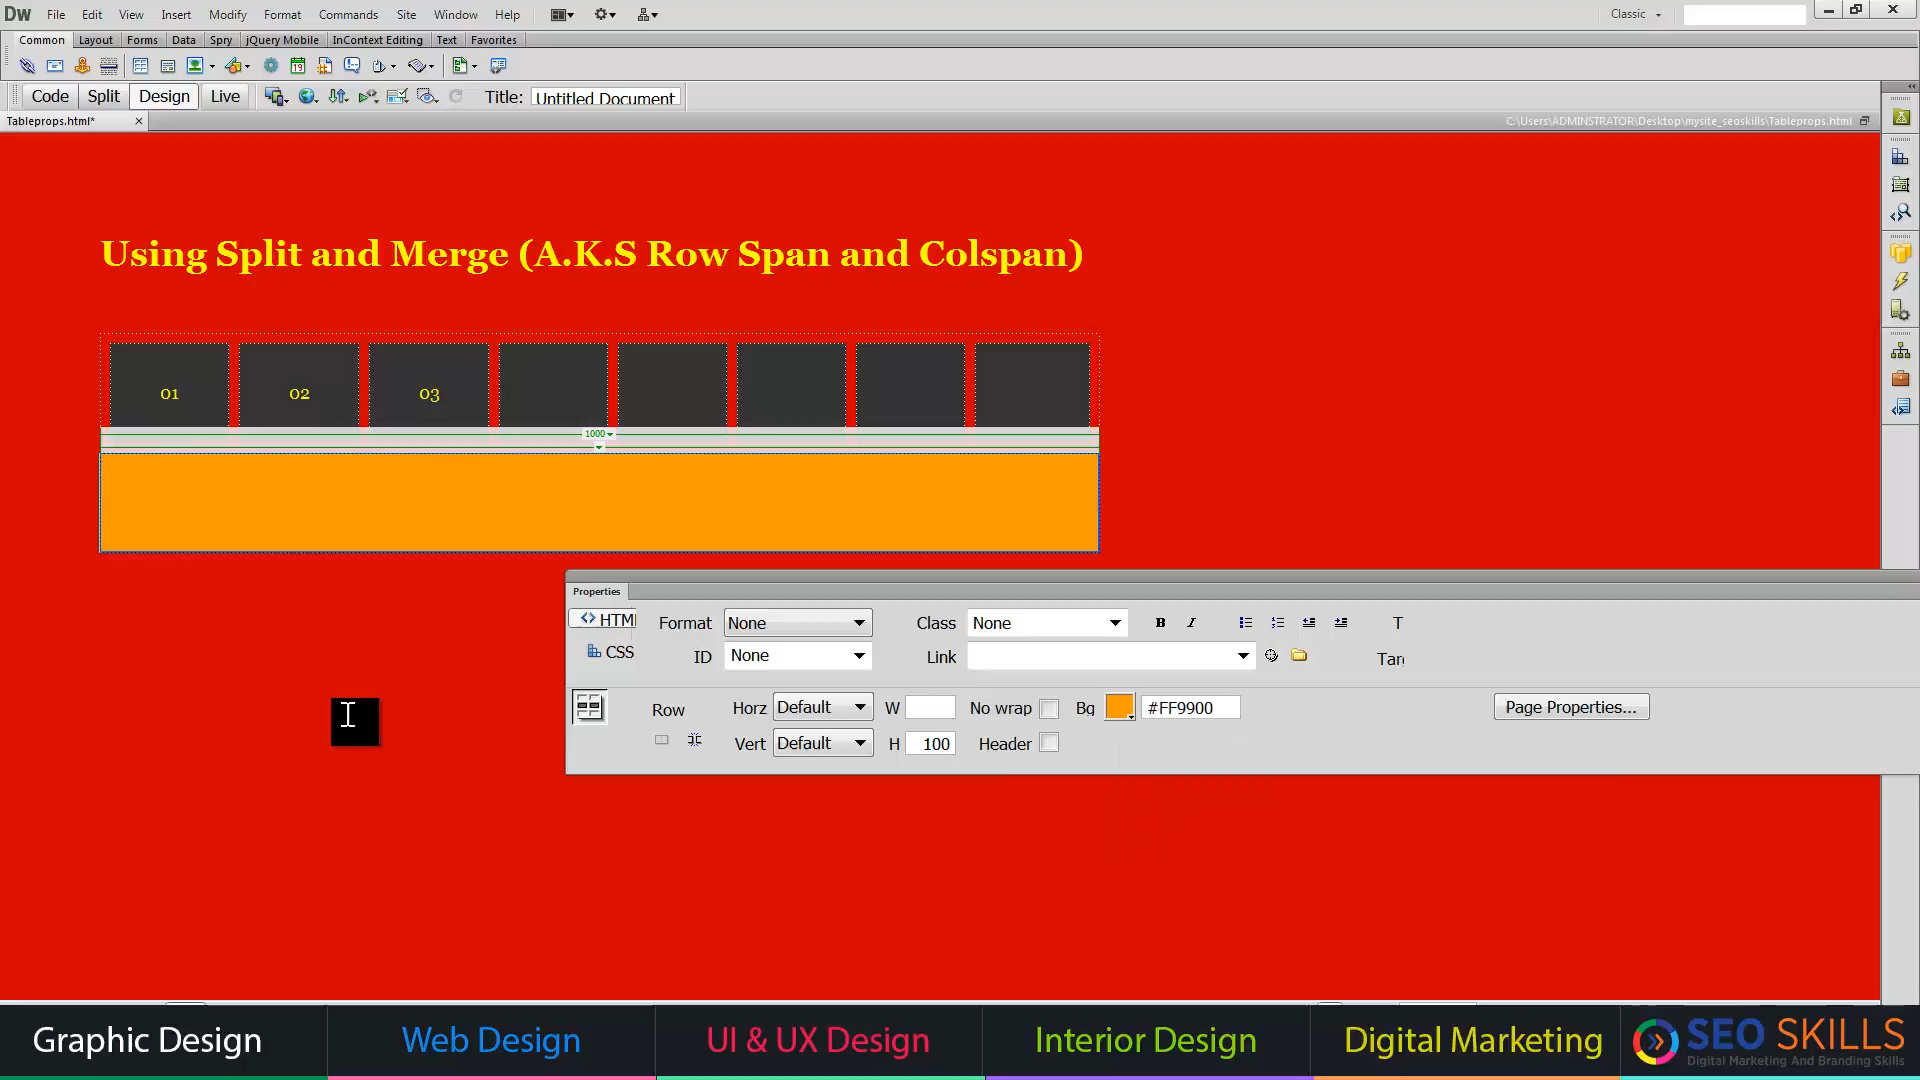 Dw File Edit View Insert Modify Format Commands Site Window Help Classic
Common Layout Forms Data Spry jQuery Mobile InContext Editing Text Favorites
Code Split Design Live Title: Untitled Document
Tableprops.html* C:\Users\ADMINSTRATOR\Desktop\mysite_seoskills\Tableprops.html
Using Split and Merge (A.K.S Row Span and Colspan)
01 02 03
1000
Properties
<> HTML Format None Class None B I T
CSS ID None Link Targ
Row Horz Default W No wrap Bg #FF9900 Page Properties...
Vert Default H 100 Header
Graphic Design Web Design UI & UX Design Interior Design Digital Marketing SEO SKILLS
Digital Marketing And Branding Skills